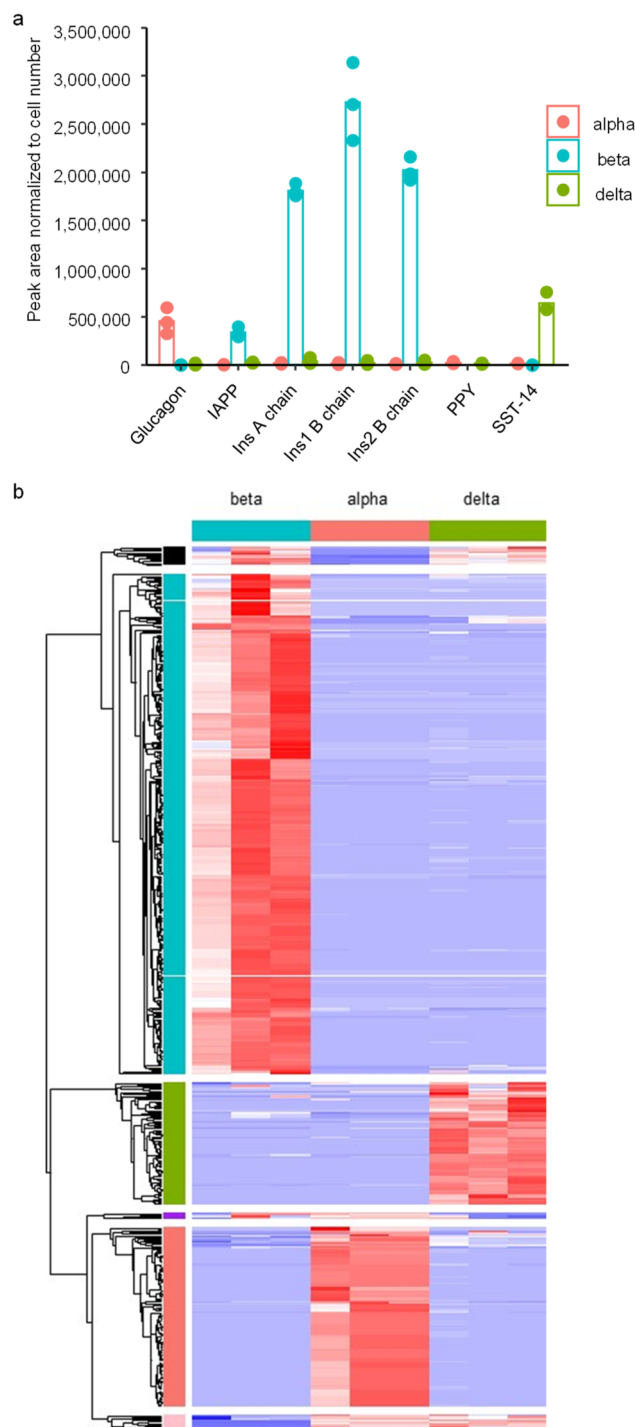 a
3,500,000
3,000,000
2,500,000
2,000,000
1,500,000
1,000,000
500,000
0
Peak area normalized to cell number
alpha
beta
delta
Glucagon
IAPP
Ins A chain
Ins1 B chain
Ins2 B chain
PPY
SST-14
b
beta alpha delta